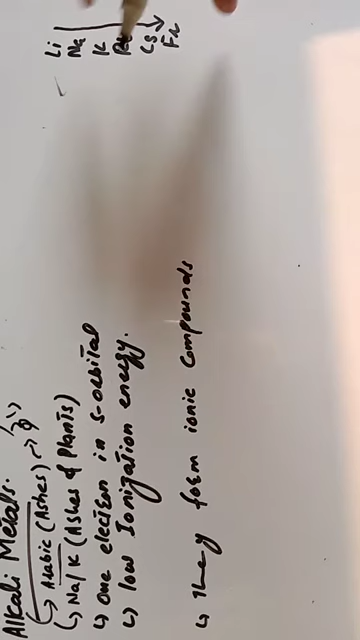 Alkali Metals.
Arabic (Ashes)
Na/K (Ashes of Plants)
One electron in s-orbital
low Ionization energy.
they form ionic compounds
Li
Na
K
Rb
Cs
Fr